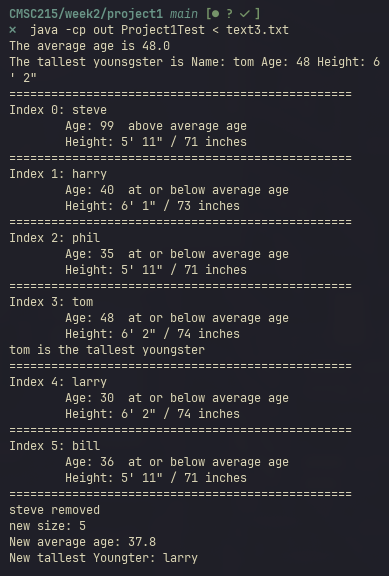 CMSC215/week2/project1 main [● ? ✓]
× java -cp out Project1Test < text3.txt
The average age is 48.0
The tallest younsgster is Name: tom Age: 48 Height: 6
' 2"
=================================================
Index 0: steve
        Age: 99  above average age
        Height: 5' 11" / 71 inches
=================================================
Index 1: harry
        Age: 40  at or below average age
        Height: 6' 1" / 73 inches
=================================================
Index 2: phil
        Age: 35  at or below average age
        Height: 5' 11" / 71 inches
=================================================
Index 3: tom
        Age: 48  at or below average age
        Height: 6' 2" / 74 inches
tom is the tallest youngster
=================================================
Index 4: larry
        Age: 30  at or below average age
        Height: 6' 2" / 74 inches
=================================================
Index 5: bill
        Age: 36  at or below average age
        Height: 5' 11" / 71 inches
=================================================
steve removed
new size: 5
New average age: 37.8
New tallest Youngter: larry